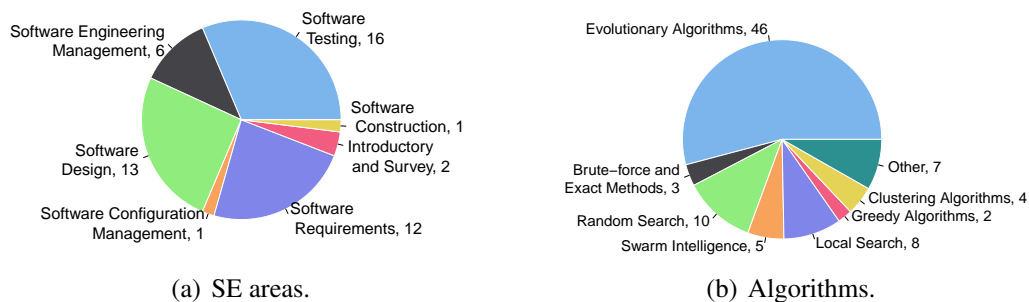 Software
Testing, 16
Software Engineering
Management, 6
Software
Design, 13
Software Configuration
Management, 1
Software
Requirements, 12
Introductory
and Survey, 2
Software
Construction, 1
(a) SE areas.
Evolutionary Algorithms, 46
Brute−force and
Exact Methods, 3
Random Search, 10
Swarm Intelligence, 5
Local Search, 8
Greedy Algorithms, 2
Clustering Algorithms, 4
Other, 7
(b) Algorithms.